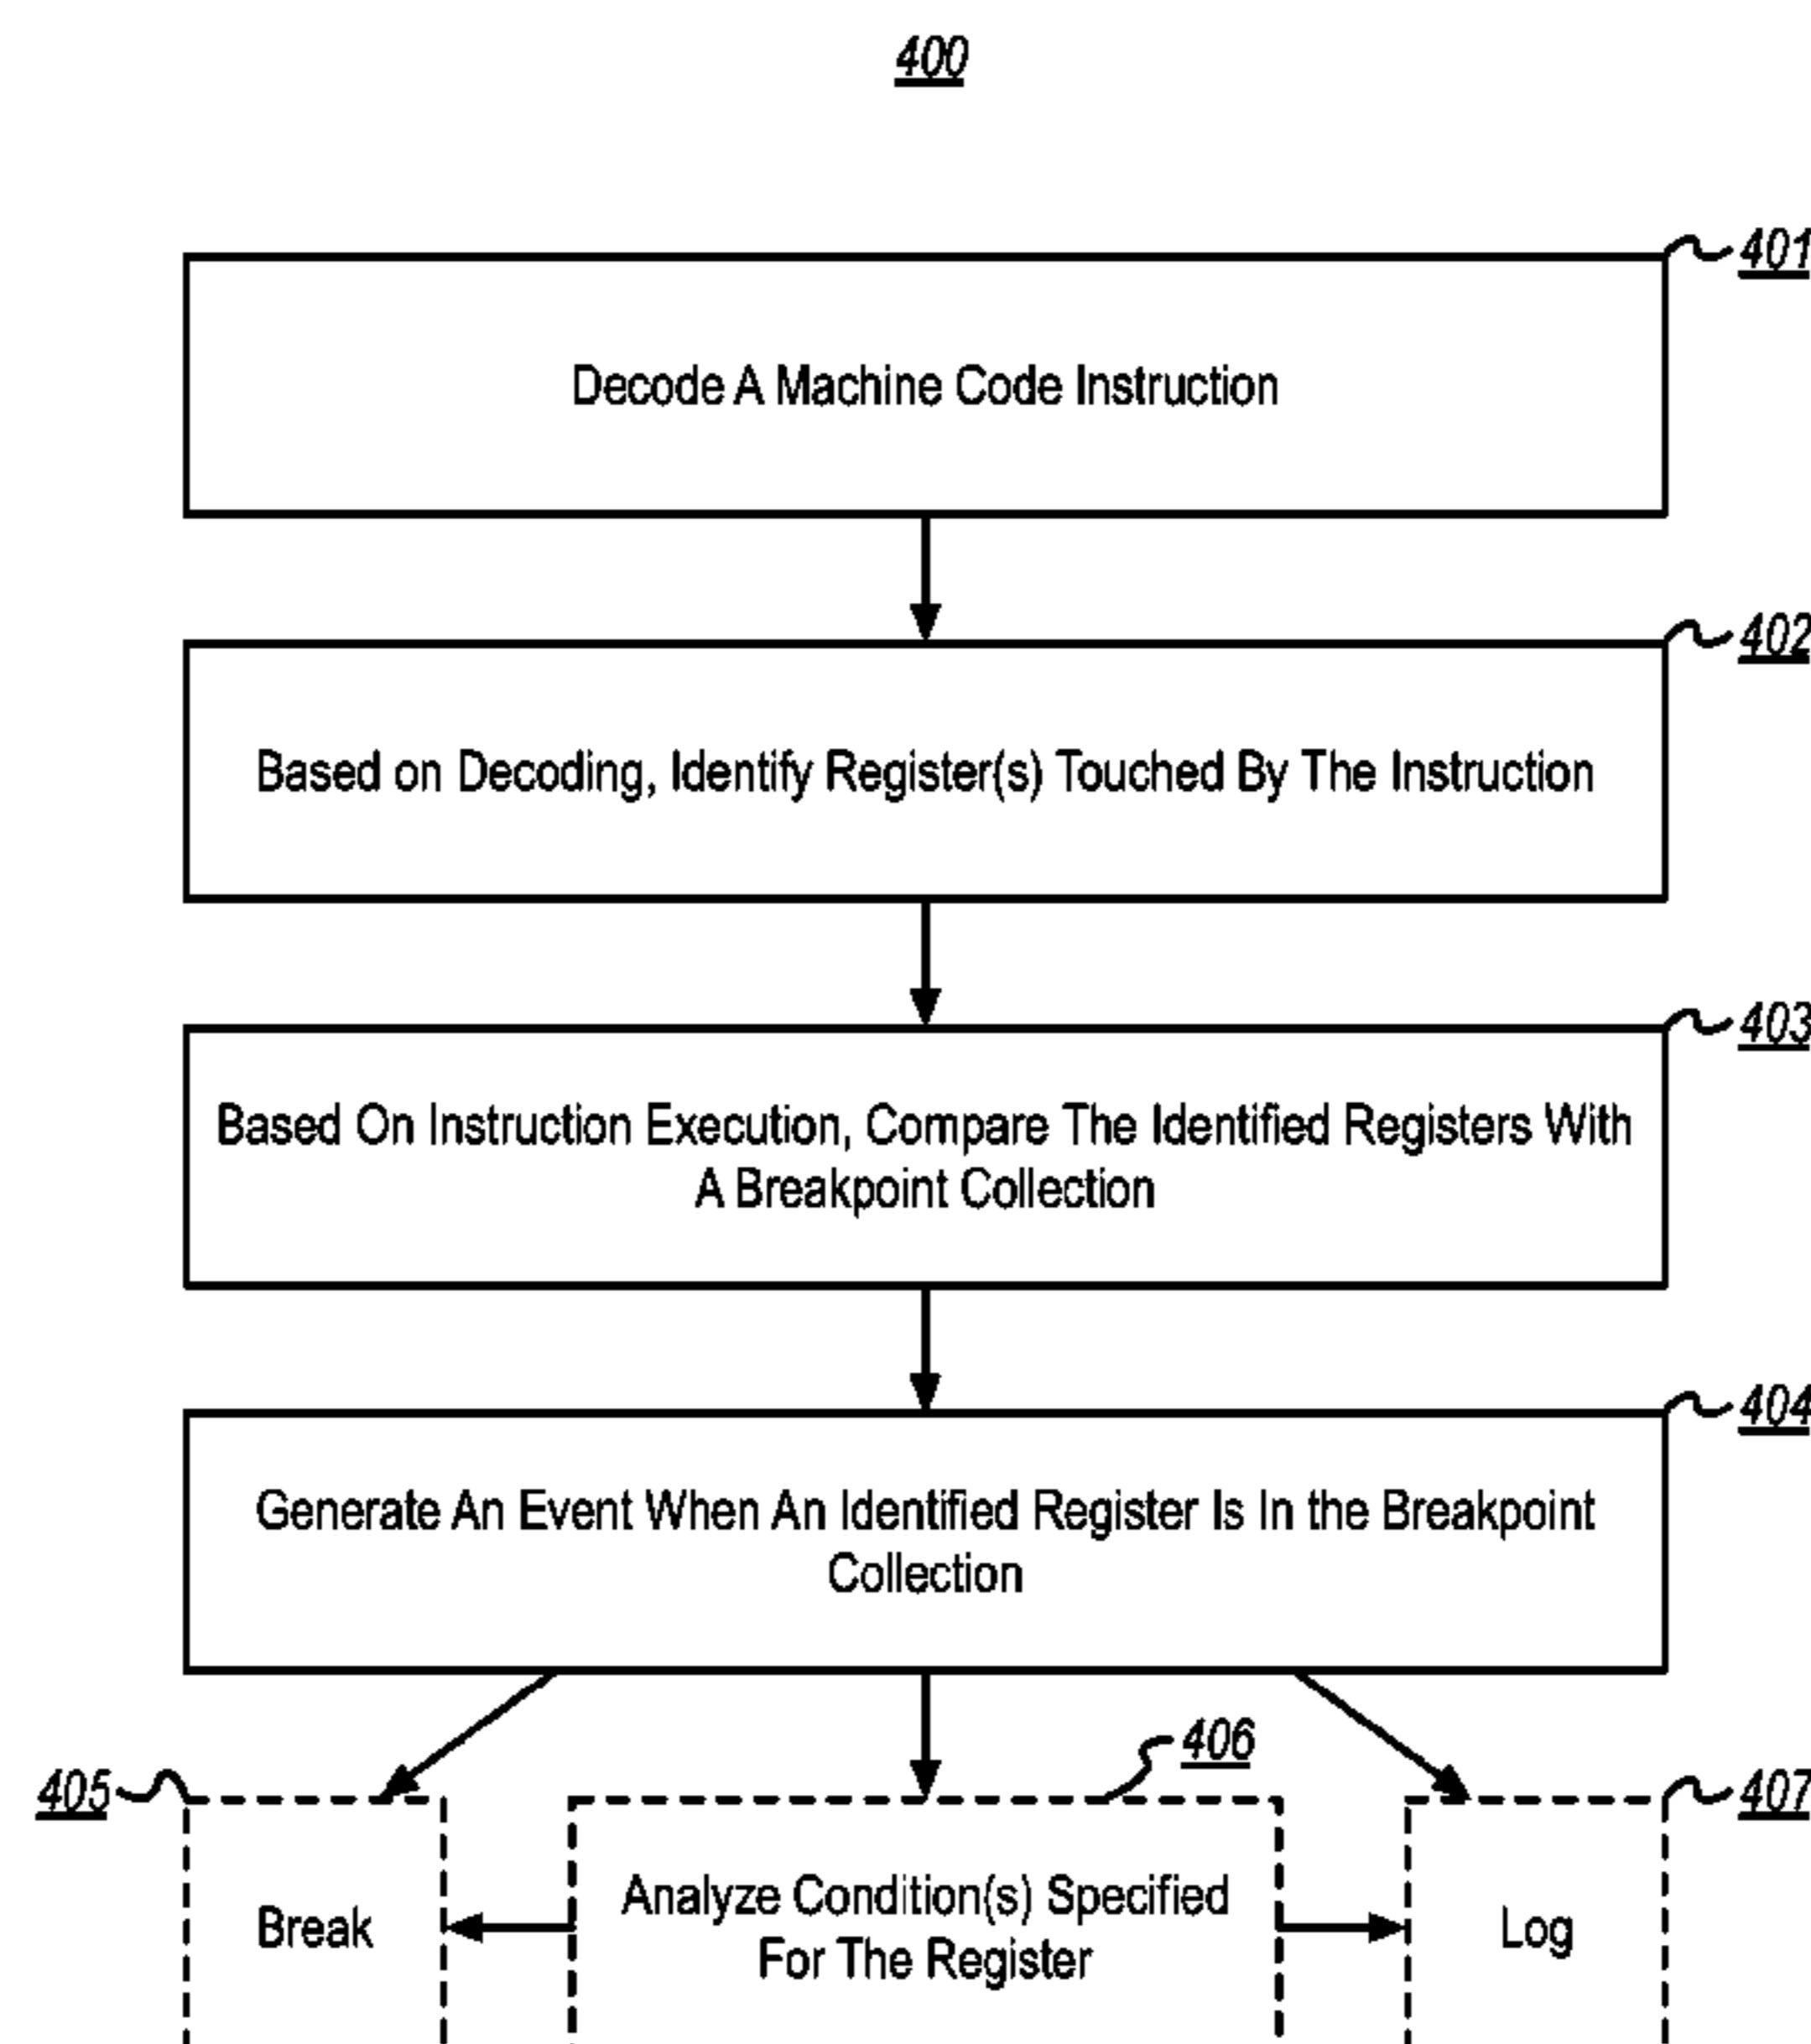 400
401
Decode A Machine Code Instruction
402
Based on Decoding, Identify Register(s) Touched By The Instruction
403
Based On Instruction Execution, Compare The Identified Registers With
A Breakpoint Collection
404
Generate An Event When An Identified Register Is In the Breakpoint
Collection
405
406
407
Break
Analyze Condition(s) Specified
For The Register
Log